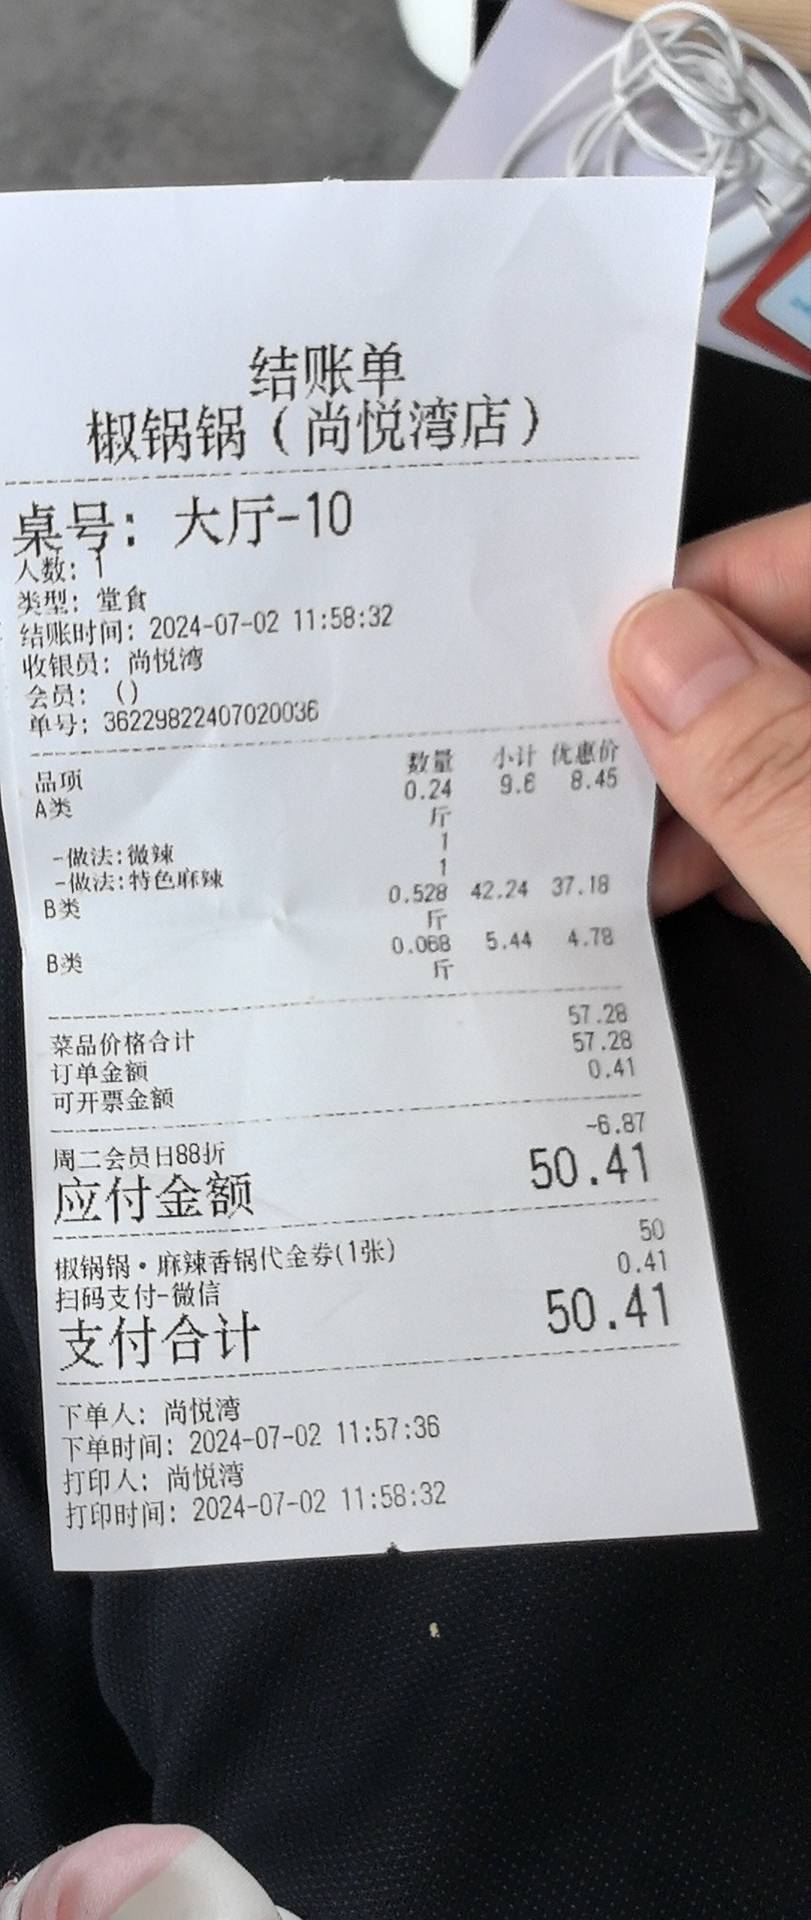 结账单
椒锅锅（尚悦湾店）
桌号：大厅-10
人数：1
类型：堂食
结账时间：2024-07-02 11:58:32
收银员：尚悦湾
会员：()
单号：36229822407020036
品项 数量 小计 优惠价
A类 0.24 9.6 8.45
斤
-做法:微辣 1
-做法:特色麻辣 1
B类 0.528 42.24 37.18
斤
B类 0.068 5.44 4.78
斤
菜品价格合计 57.28
订单金额 57.28
可开票金额 0.41
周二会员日88折 -6.87
应付金额 50.41
椒锅锅·麻辣香锅代金券(1张) 50
扫码支付-微信 0.41
支付合计 50.41
下单人：尚悦湾
下单时间：2024-07-02 11:57:36
打印人：尚悦湾
打印时间：2024-07-02 11:58:32